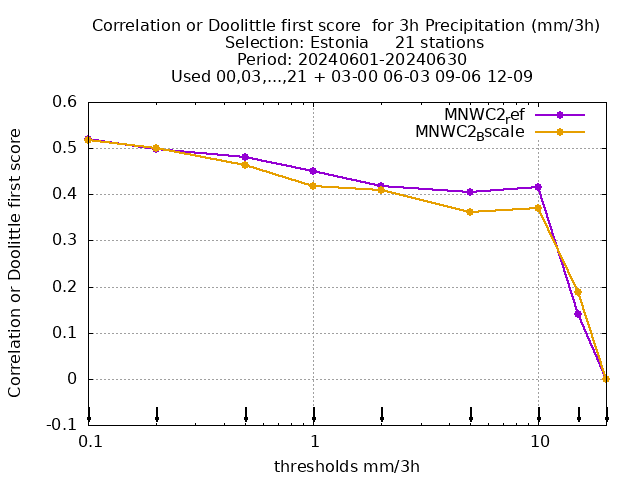 Correlation or Doolittle first score  for 3h Precipitation (mm/3h)
Selection: Estonia     21 stations
Period: 20240601-20240630
Used 00,03,...,21 + 03-00 06-03 09-06 12-09
MNWC2ref
MNWC2Bscale
Correlation or Doolittle first score
0.6
0.5
0.4
0.3
0.2
0.1
0
-0.1
0.1 1 10
thresholds mm/3h